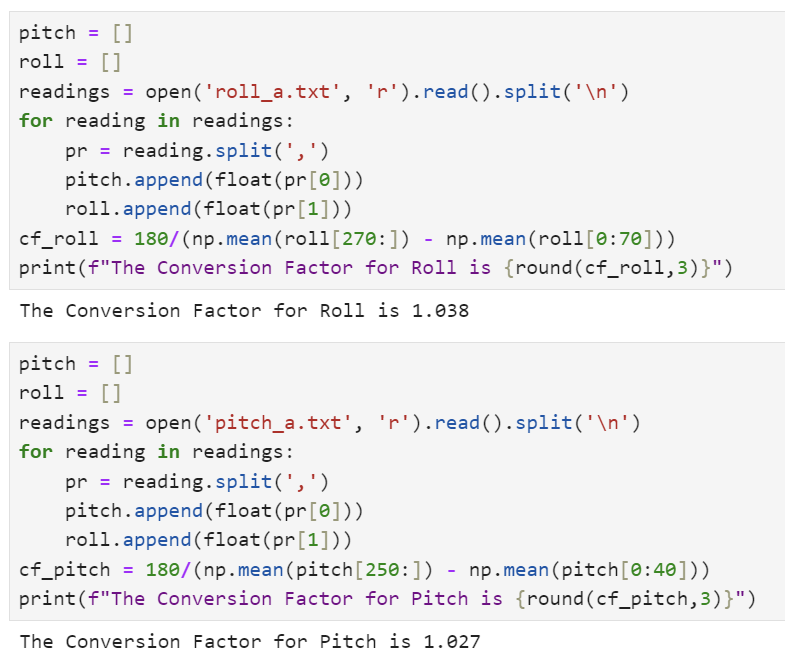 pitch = []
roll = []
readings = open('roll_a.txt', 'r').read().split('\n')
for reading in readings:
    pr = reading.split(',')
    pitch.append(float(pr[0]))
    roll.append(float(pr[1]))
cf_roll = 180/(np.mean(roll[270:]) - np.mean(roll[0:70]))
print(f"The Conversion Factor for Roll is {round(cf_roll,3)}")
The Conversion Factor for Roll is 1.038
pitch = []
roll = []
readings = open('pitch_a.txt', 'r').read().split('\n')
for reading in readings:
    pr = reading.split(',')
    pitch.append(float(pr[0]))
    roll.append(float(pr[1]))
cf_pitch = 180/(np.mean(pitch[250:]) - np.mean(pitch[0:40]))
print(f"The Conversion Factor for Pitch is {round(cf_pitch,3)}")
The Conversion Factor for Pitch is 1.027